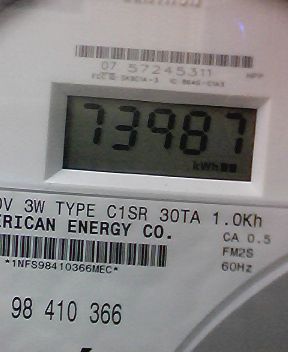 07 57245311
73987
kWh
V 3W TYPE C1SR 30TA 1.0Kh
RICAN ENERGY CO.
CA 0.5
FM2S
*1NFS98410366MEC*
60Hz
98 410 366